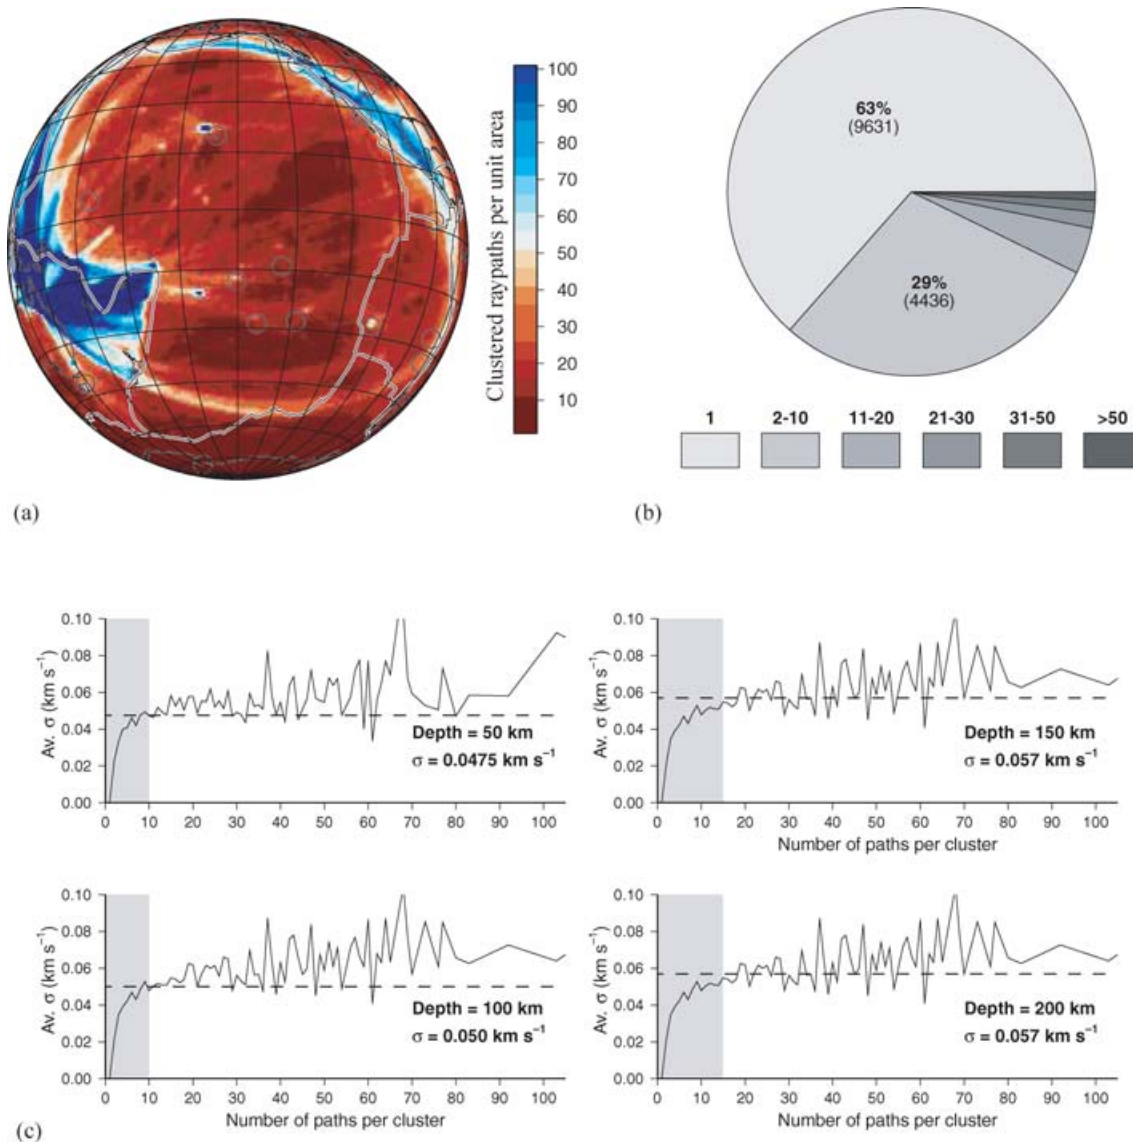 100
90
80
70
60
50
40
30
20
10
Clustered raypaths per unit area
(a)
63%
(9631)
29%
(4436)
1 2-10 11-20 21-30 31-50 >50
(b)
0.10
0.08
0.06
0.04
0.02
0.00
Av. σ (km s⁻¹)
0 10 20 30 40 50 60 70 80 90 100
Depth = 50 km
σ = 0.0475 km s⁻¹
0.10
0.08
0.06
0.04
0.02
0.00
Av. σ (km s⁻¹)
0 10 20 30 40 50 60 70 80 90 100
Number of paths per cluster
Depth = 150 km
σ = 0.057 km s⁻¹
0.10
0.08
0.06
0.04
0.02
0.00
Av. σ (km s⁻¹)
0 10 20 30 40 50 60 70 80 90 100
Number of paths per cluster
Depth = 100 km
σ = 0.050 km s⁻¹
0.10
0.08
0.06
0.04
0.02
0.00
Av. σ (km s⁻¹)
0 10 20 30 40 50 60 70 80 90 100
Number of paths per cluster
Depth = 200 km
σ = 0.057 km s⁻¹
(c)